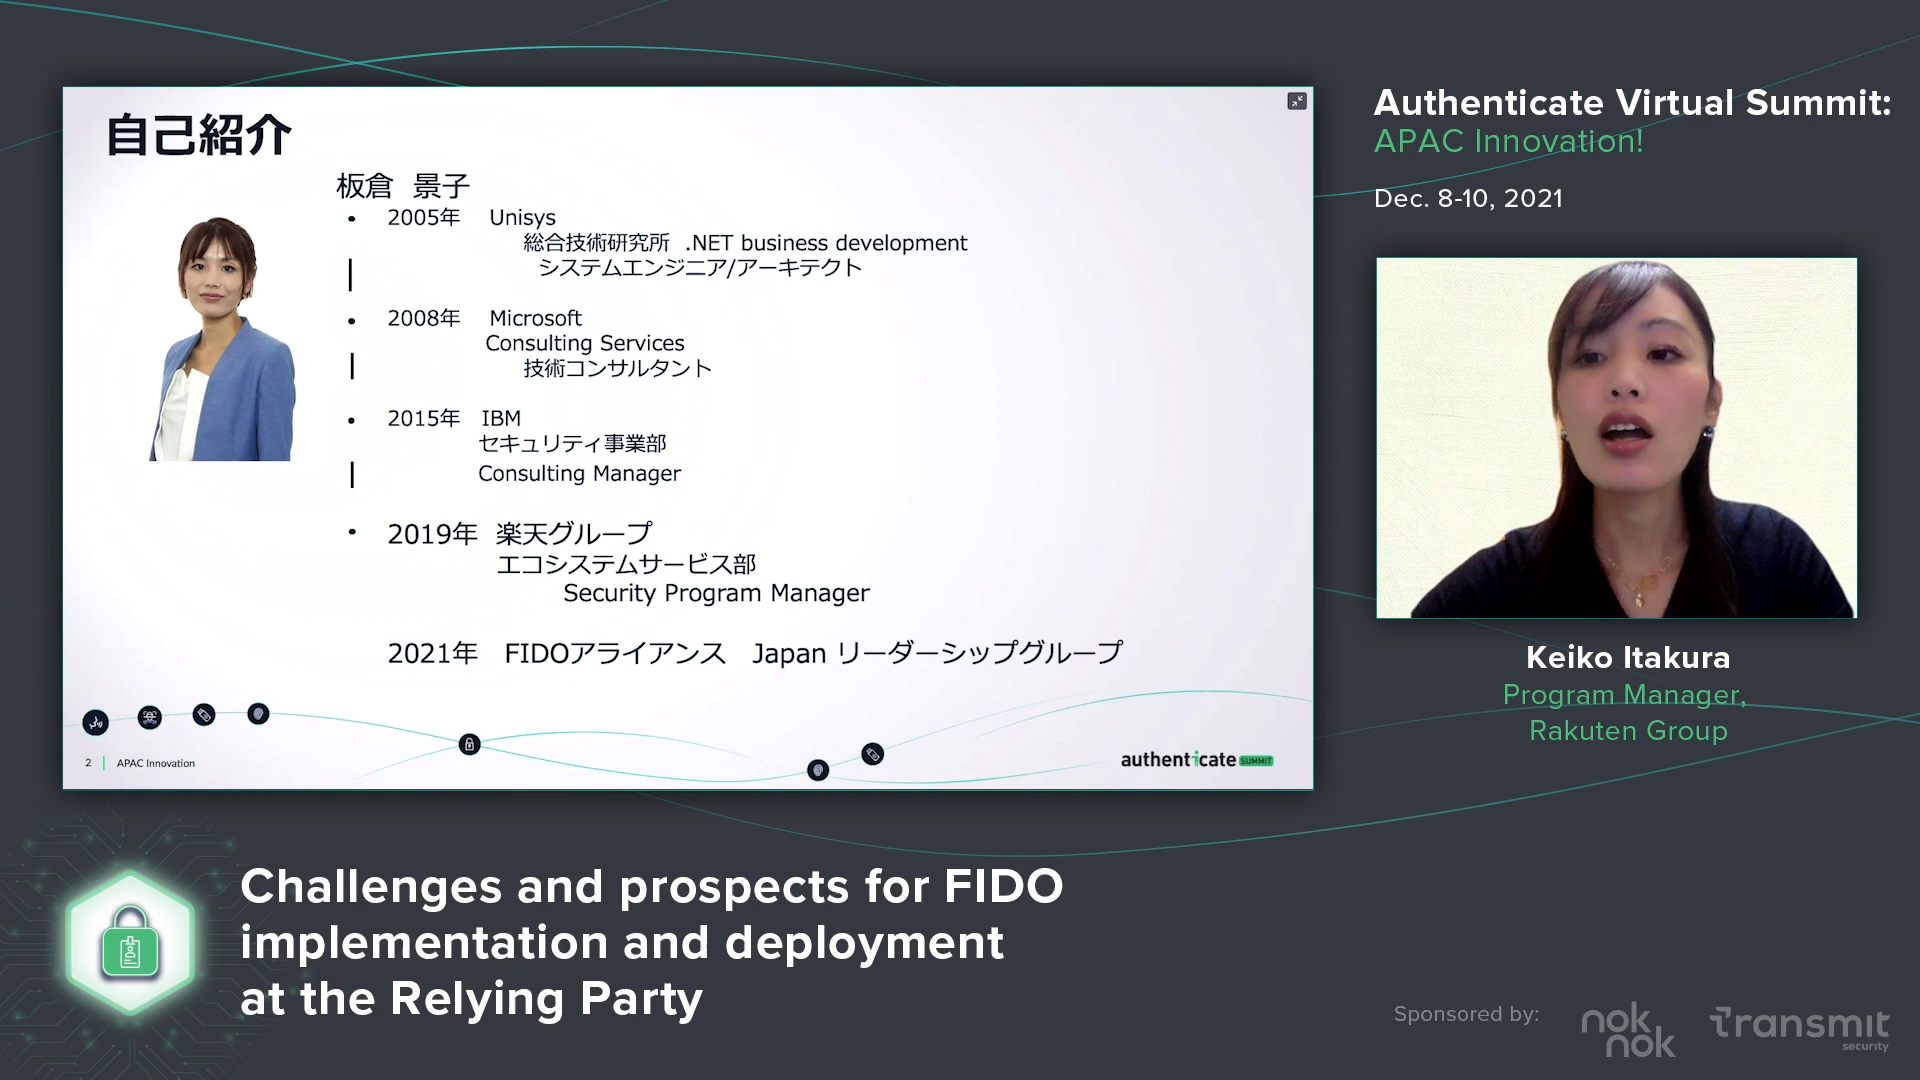 自己紹介
板倉　景子
• 2005年 Unisys
総合技術研究所 .NET business development
システムエンジニア/アーキテクト
• 2008年 Microsoft
Consulting Services
技術コンサルタント
• 2015年 IBM
セキュリティ事業部
Consulting Manager
• 2019年 楽天グループ
エコシステムサービス部
Security Program Manager
2021年 FIDOアライアンス Japan リーダーシップグループ
2 | APAC Innovation
authenticate SUMMIT
Authenticate Virtual Summit:
APAC Innovation!
Dec. 8-10, 2021
Keiko Itakura
Program Manager,
Rakuten Group
Challenges and prospects for FIDO
implementation and deployment
at the Relying Party
Sponsored by:
nok
nok
Transmit
security